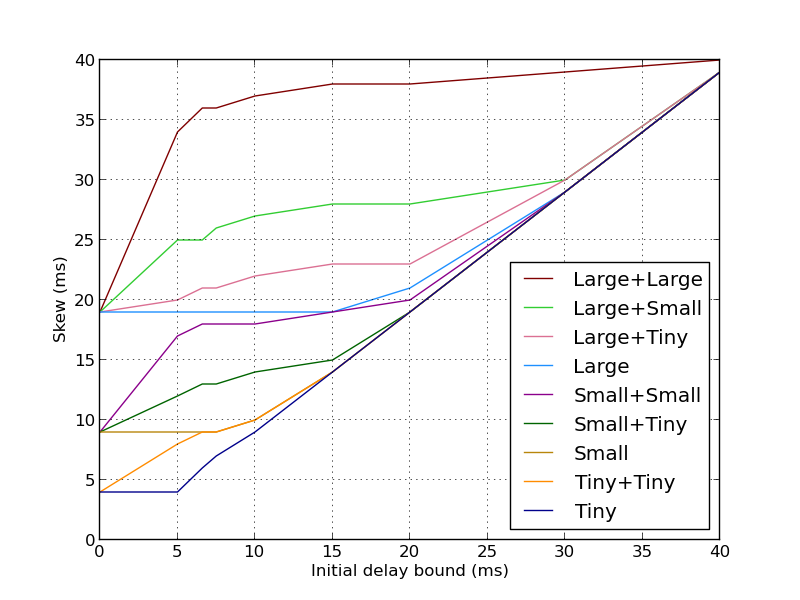 40
35
30
25
20
15
10
5
0
Skew (ms)
0 5 10 15 20 25 30 35 40
Initial delay bound (ms)
Large+Large
Large+Small
Large+Tiny
Large
Small+Small
Small+Tiny
Small
Tiny+Tiny
Tiny